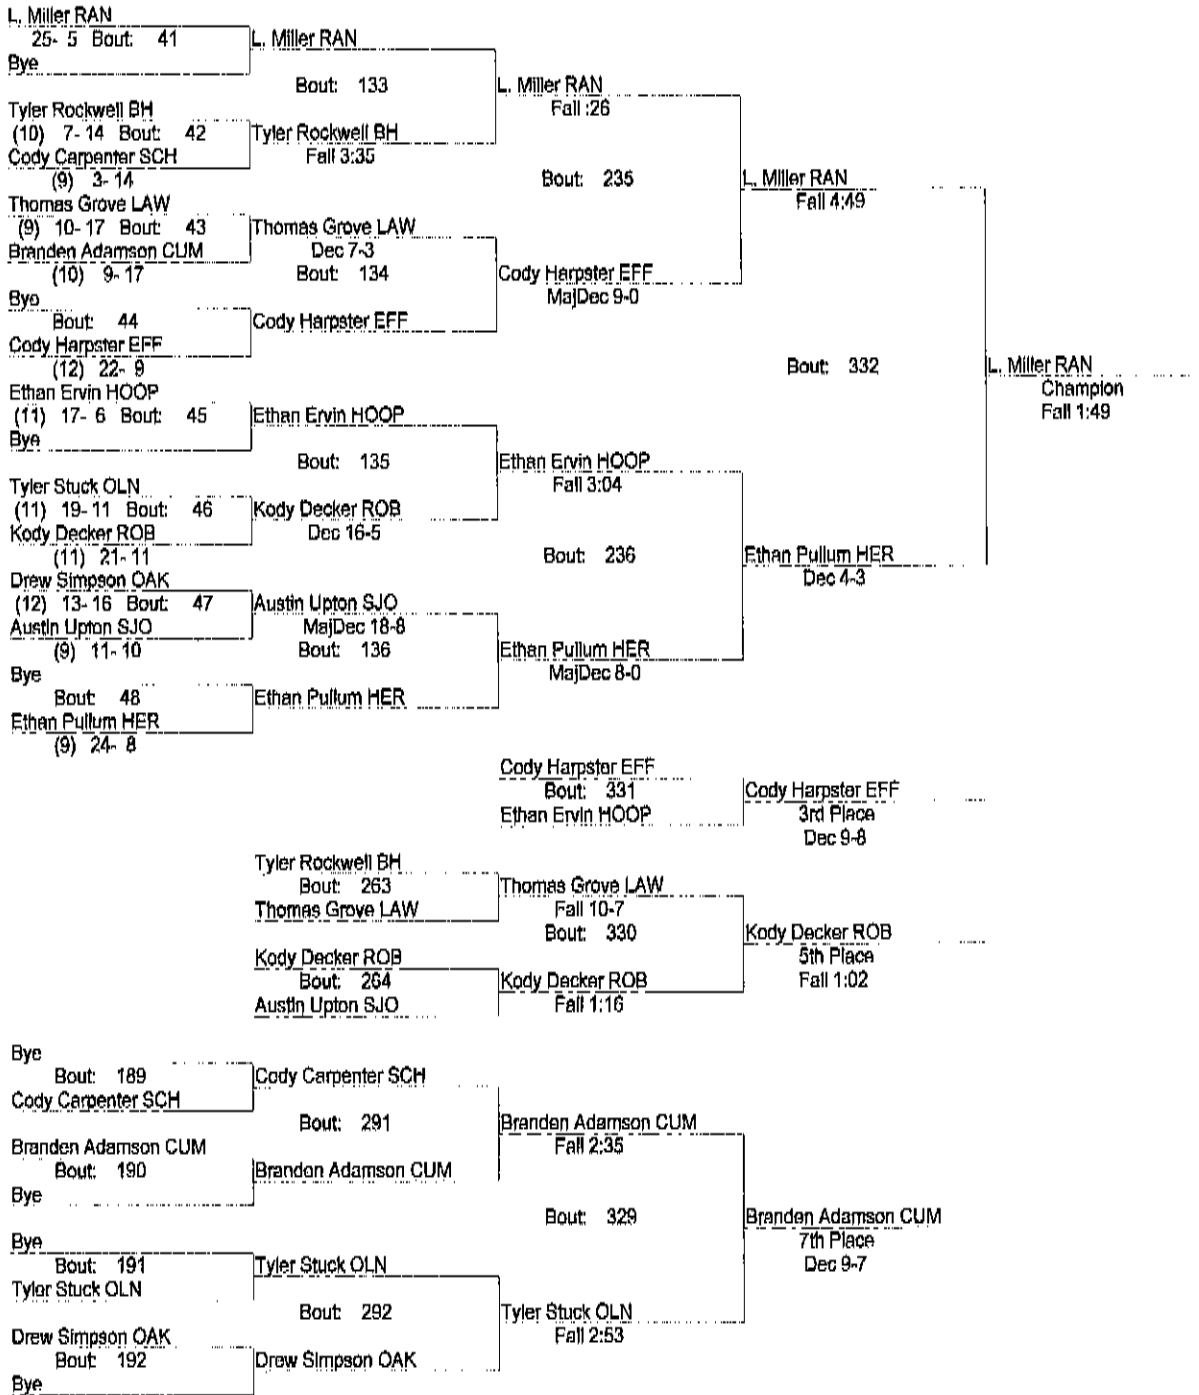 L. Miller RAN
25- 5 Bout: 41
Bye
L. Miller RAN
Bout: 133
Tyler Rockwell BH
(10) 7- 14 Bout: 42
Cody Carpenter SCH
(9) 3- 14
Tyler Rockwell BH
Fall 3:35
L. Miller RAN
Fall :26
Bout: 235
Thomas Grove LAW
(9) 10- 17 Bout: 43
Branden Adamson CUM
(10) 9- 17
Thomas Grove LAW
Dec 7-3
Bout: 134
Bye
Bout: 44
Cody Harpster EFF
(12) 22- 9
Cody Harpster EFF
Cody Harpster EFF
MajDec 9-0
L. Miller RAN
Fall 4:49
Bout: 332
L. Miller RAN
Champion
Fall 1:49
Ethan Ervin HOOP
(11) 17- 6 Bout: 45
Bye
Ethan Ervin HOOP
Bout: 135
Tyler Stuck OLN
(11) 19- 11 Bout: 46
Kody Decker ROB
(11) 21- 11
Kody Decker ROB
Dec 16-5
Ethan Ervin HOOP
Fall 3:04
Bout: 236
Drew Simpson OAK
(12) 13- 16 Bout: 47
Austin Upton SJO
(9) 11- 10
Austin Upton SJO
MajDec 18-8
Bout: 136
Bye
Bout: 48
Ethan Pullum HER
(9) 24- 8
Ethan Pullum HER
Ethan Pullum HER
MajDec 8-0
Ethan Pullum HER
Dec 4-3
Cody Harpster EFF
Bout: 331
Ethan Ervin HOOP
Cody Harpster EFF
3rd Place
Dec 9-8
Tyler Rockwell BH
Bout: 263
Thomas Grove LAW
Thomas Grove LAW
Fall 10-7
Bout: 330
Kody Decker ROB
Bout: 264
Austin Upton SJO
Kody Decker ROB
Fall 1:16
Kody Decker ROB
5th Place
Fall 1:02
Bye
Bout: 189
Cody Carpenter SCH
Cody Carpenter SCH
Bout: 291
Branden Adamson CUM
Bout: 190
Bye
Branden Adamson CUM
Branden Adamson CUM
Fall 2:35
Bout: 329
Bye
Bout: 191
Tyler Stuck OLN
Tyler Stuck OLN
Bout: 292
Drew Simpson OAK
Bout: 192
Bye
Drew Simpson OAK
Tyler Stuck OLN
Fall 2:53
Branden Adamson CUM
7th Place
Dec 9-7